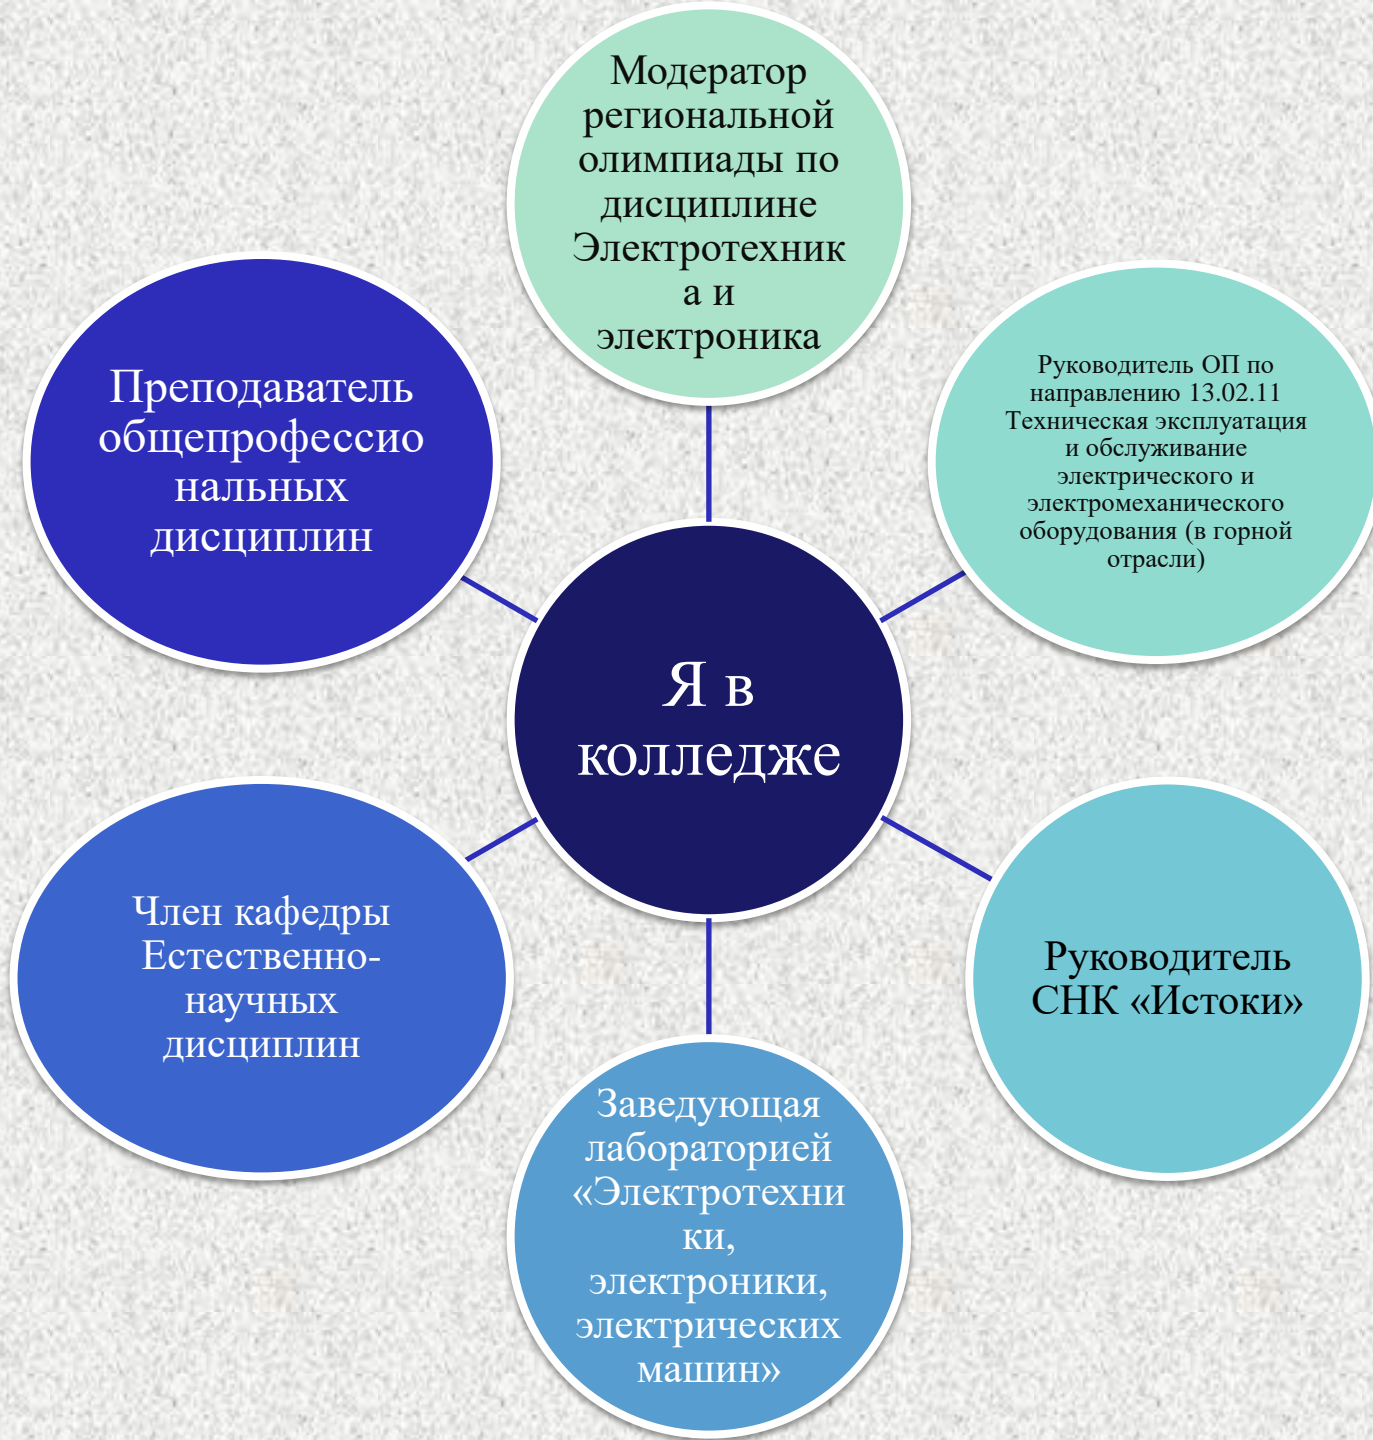 Модератор
региональной
олимпиады по
дисциплине
Электротехник
а и
электроника
Руководитель ОП по
направлению 13.02.11
Техническая эксплуатация
и обслуживание
электрического и
электромеханического
оборудования (в горной
отрасли)
Руководитель
СНК «Истоки»
Заведующая
лабораторией
«Электротехни
ки,
электроники,
электрических
машин»
Член кафедры
Естественно-
научных
дисциплин
Преподаватель
общепрофессио
нальных
дисциплин
Я в
колледже